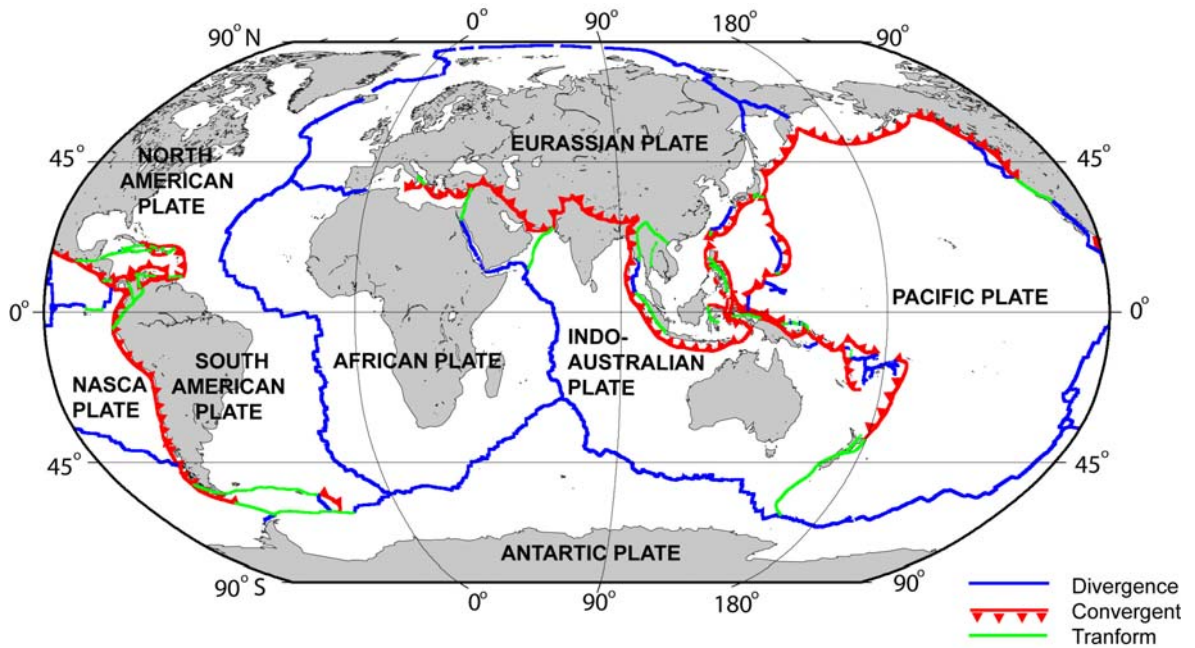 0°
90°
180°
90° N
90°
45°
45°
NORTH
AMERICAN
PLATE
EURASIAN PLATE
0°
0°
PACIFIC PLATE
NASCA
PLATE
SOUTH
AMERICAN
PLATE
AFRICAN PLATE
INDO-
AUSTRALIAN
PLATE
45°
45°
ANTARTIC PLATE
90° S
90°
0°
90°
180°
Divergence
Convergent
Tranform